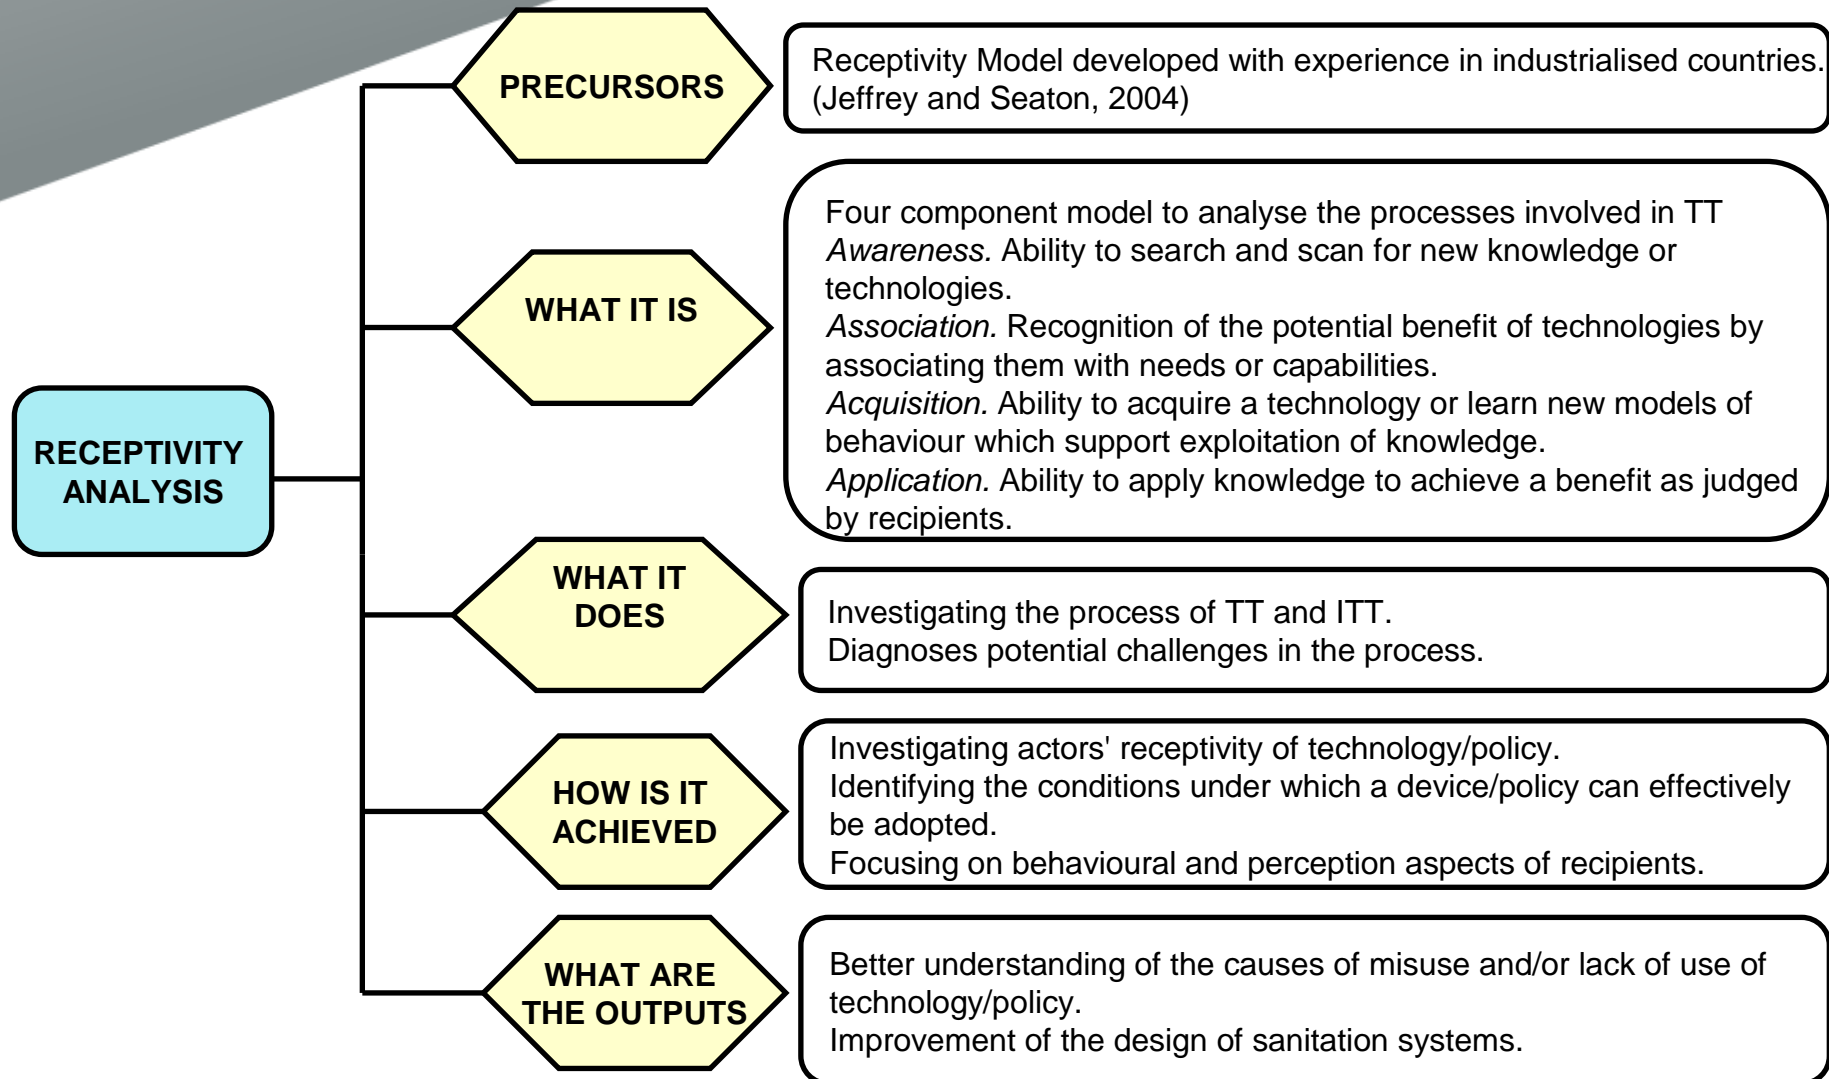 RECEPTIVITY
ANALYSIS
PRECURSORS
Receptivity Model developed with experience in industrialised countries.
(Jeffrey and Seaton, 2004)
WHAT IT IS
Four component model to analyse the processes involved in TT
Awareness. Ability to search and scan for new knowledge or
technologies.
Association. Recognition of the potential benefit of technologies by
associating them with needs or capabilities.
Acquisition. Ability to acquire a technology or learn new models of
behaviour which support exploitation of knowledge.
Application. Ability to apply knowledge to achieve a benefit as judged
by recipients.
WHAT IT
DOES
Investigating the process of TT and ITT.
Diagnoses potential challenges in the process.
HOW IS IT
ACHIEVED
Investigating actors' receptivity of technology/policy.
Identifying the conditions under which a device/policy can effectively
be adopted.
Focusing on behavioural and perception aspects of recipients.
WHAT ARE
THE OUTPUTS
Better understanding of the causes of misuse and/or lack of use of
technology/policy.
Improvement of the design of sanitation systems.